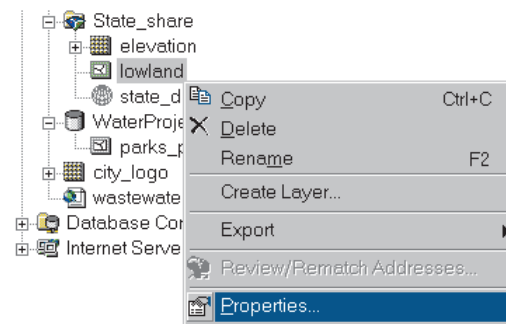 State_share
elevation
lowland
state_d
Copy Ctrl+C
WaterProje
Delete
parks_p
Rename F2
city_logo
Create Layer...
wastewate
Database Cor
Export
Internet Serve
Review/Rematch Addresses...
Properties...